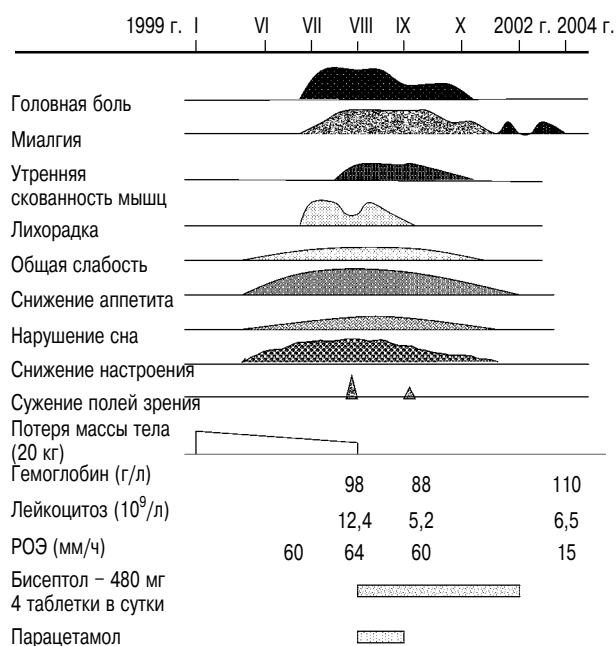 1999 г. I VI VII VIII IX X 2002 г. 2004 г.
Головная боль
Миалгия
Утренняя
скованность мышц
Лихорадка
Общая слабость
Снижение аппетита
Нарушение сна
Снижение настроения
Сужение полей зрения
Потеря массы тела
(20 кг)
Гемоглобин (г/л)
98 88 110
Лейкоцитоз (10⁹/л)
12,4 5,2 6,5
РОЭ (мм/ч) 60 64 60 15
Бисептол – 480 мг
4 таблетки в сутки
Парацетамол